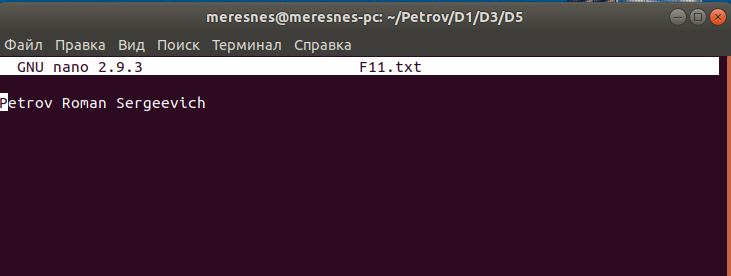 meresnes@meresnes-pc: ~/Petrov/D1/D3/D5
Файл Правка Вид Поиск Терминал Справка
GNU nano 2.9.3 F11.txt
Petrov Roman Sergeevich